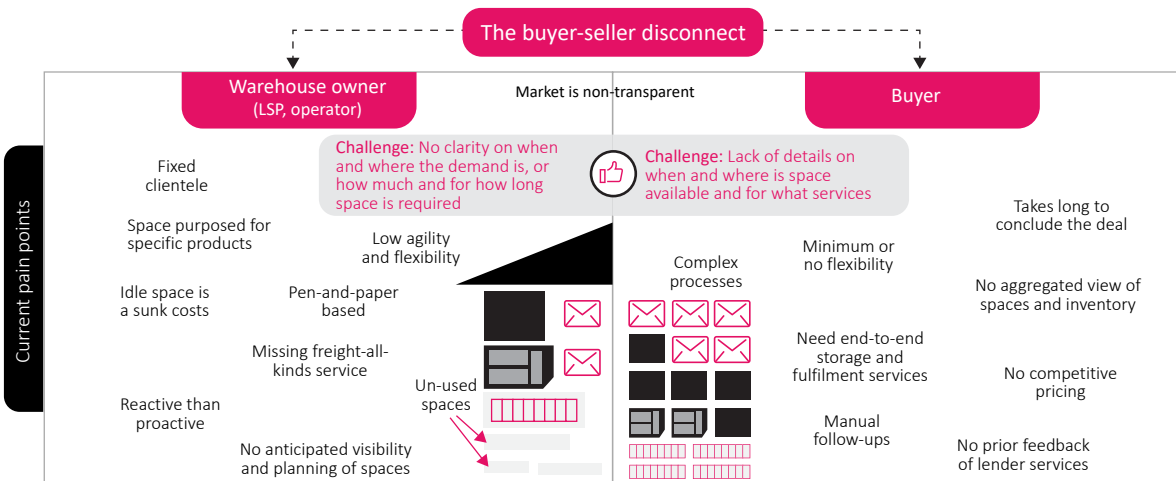 The buyer-seller disconnect
Warehouse owner
(LSP, operator)
Market is non-transparent
Buyer
Current pain points
Challenge: No clarity on when
and where the demand is, or
how much and for how long
space is required
Challenge: Lack of details on
when and where is space
available and for what services
Fixed
clientele
Space purposed for
specific products
Low agility
and flexibility
Idle space is
a sunk costs
Pen-and-paper
based
Missing freight-all-
kinds service
Un-used
spaces
Reactive than
proactive
No anticipated visibility
and planning of spaces
Complex
processes
Minimum or
no flexibility
Takes long to
conclude the deal
No aggregated view of
spaces and inventory
Need end-to-end
storage and
fulfilment services
No competitive
pricing
Manual
follow-ups
No prior feedback
of lender services